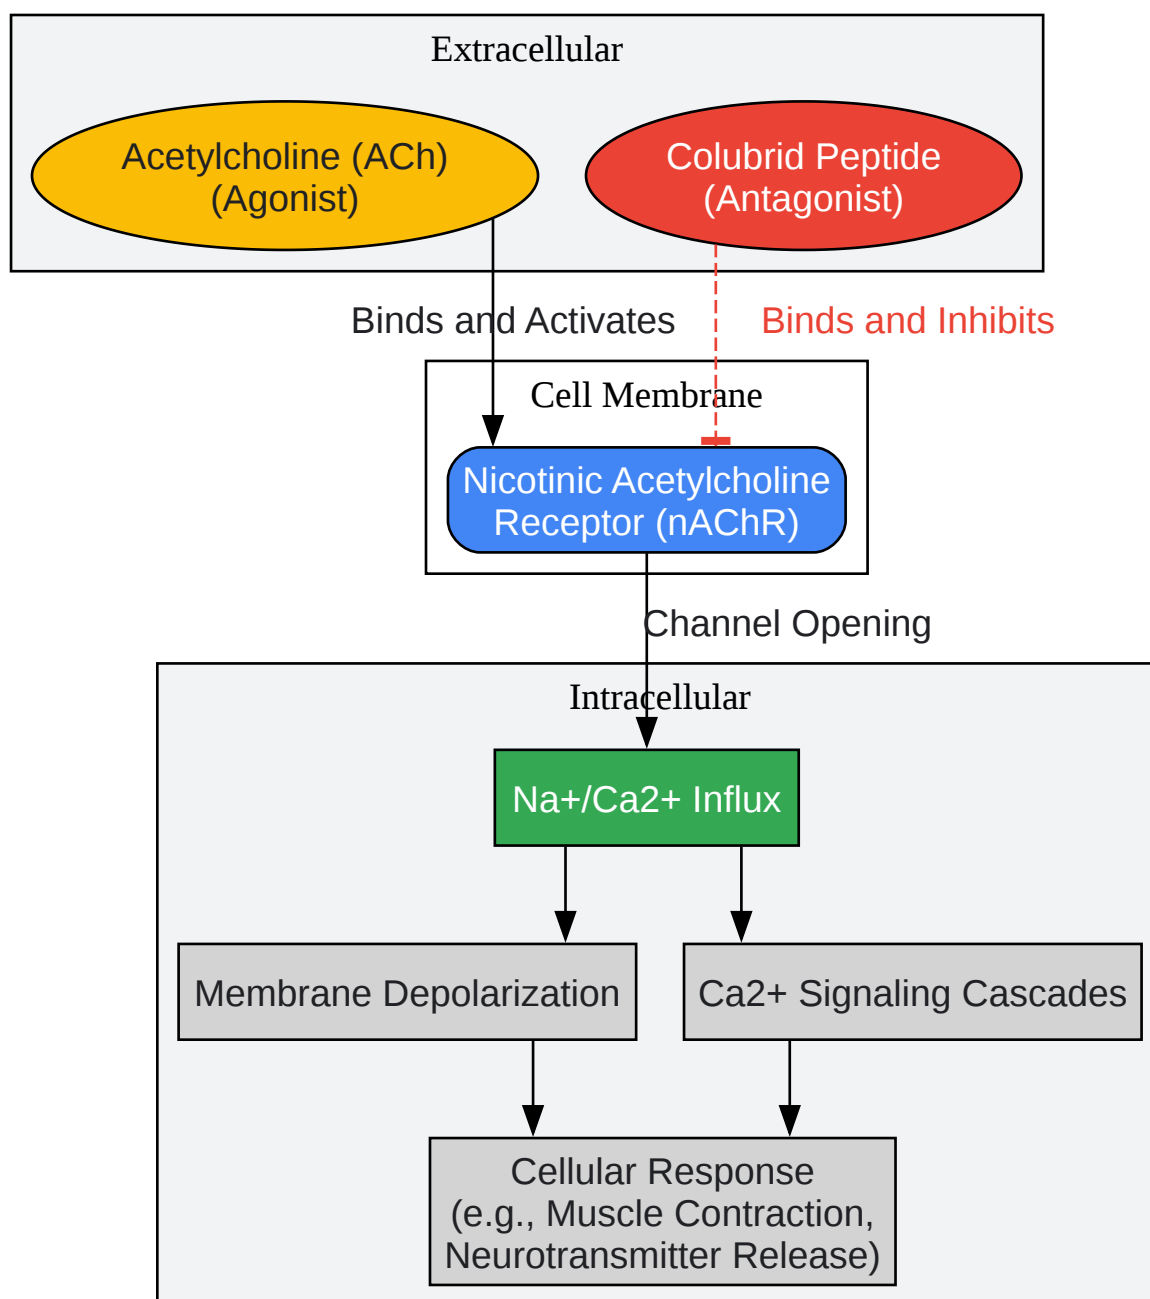 Extracellular
Acetylcholine (ACh)
(Agonist)
Colubrid Peptide
(Antagonist)
Binds and Activates
Binds and Inhibits
Cell Membrane
Nicotinic Acetylcholine
Receptor (nAChR)
Channel Opening
Intracellular
Na+/Ca2+ Influx
Membrane Depolarization
Ca2+ Signaling Cascades
Cellular Response
(e.g., Muscle Contraction,
Neurotransmitter Release)